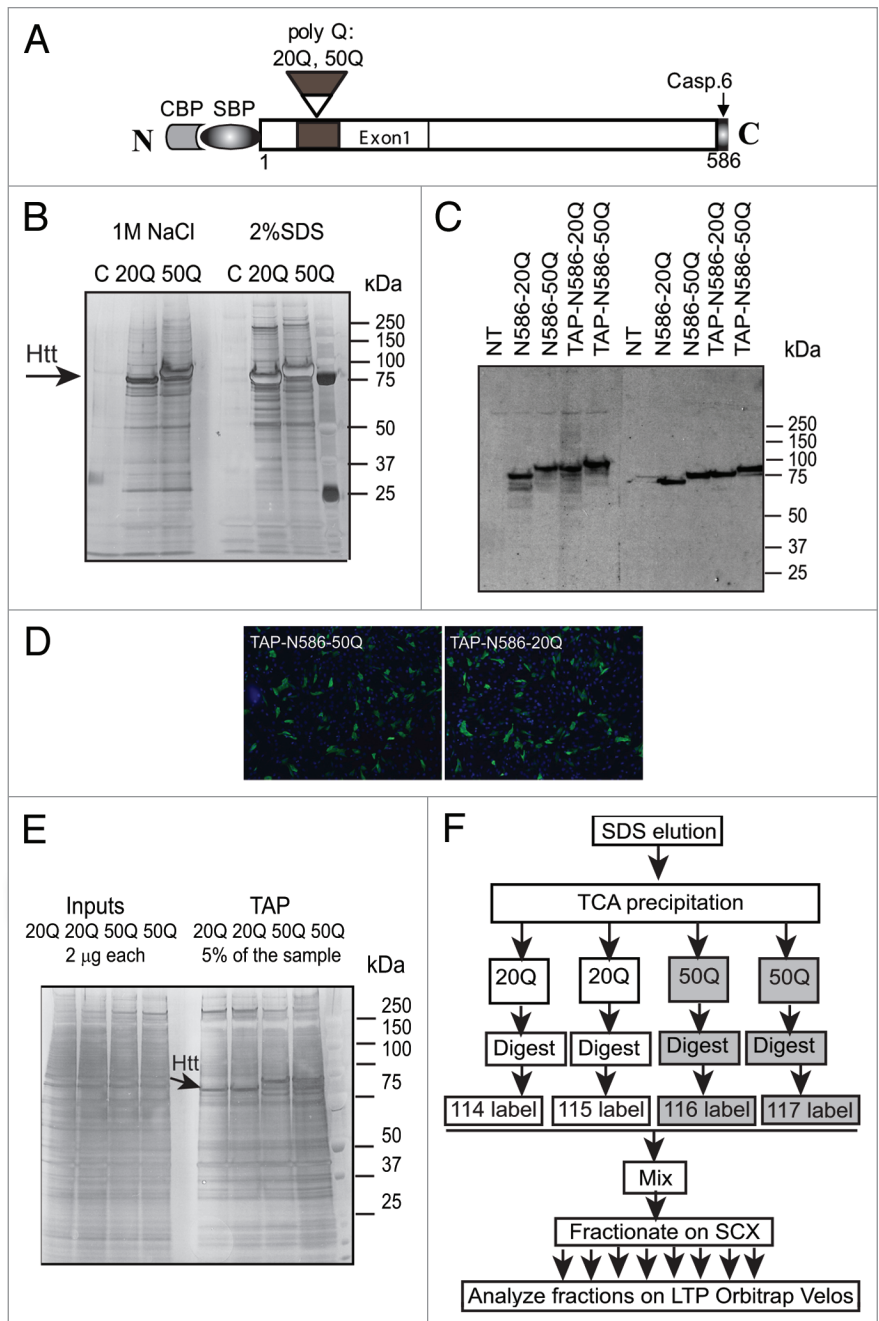 A
poly Q:
20Q, 50Q
Casp.6
CBP SBP
N
Exon1
C
1
586
B
1M NaCl 2%SDS
C 20Q 50Q C 20Q 50Q
кDa
Htt
250
150
100
75
50
37
25
C
NT
N586-20Q
N586-50Q
TAP-N586-20Q
TAP-N586-50Q
NT
N586-20Q
N586-50Q
TAP-N586-20Q
TAP-N586-50Q
kDa
250
150
100
75
50
37
25
D
TAP-N586-50Q
TAP-N586-20Q
E
Inputs TAP
20Q 20Q 50Q 50Q 20Q 20Q 50Q 50Q
2 μg each 5% of the sample
kDa
Htt
250
150
100
75
50
37
25
F
SDS elution
TCA precipitation
20Q 20Q 50Q 50Q
Digest Digest Digest Digest
114 label 115 label 116 label 117 label
Mix
Fractionate on SCX
Analyze fractions on LTP Orbitrap Velos